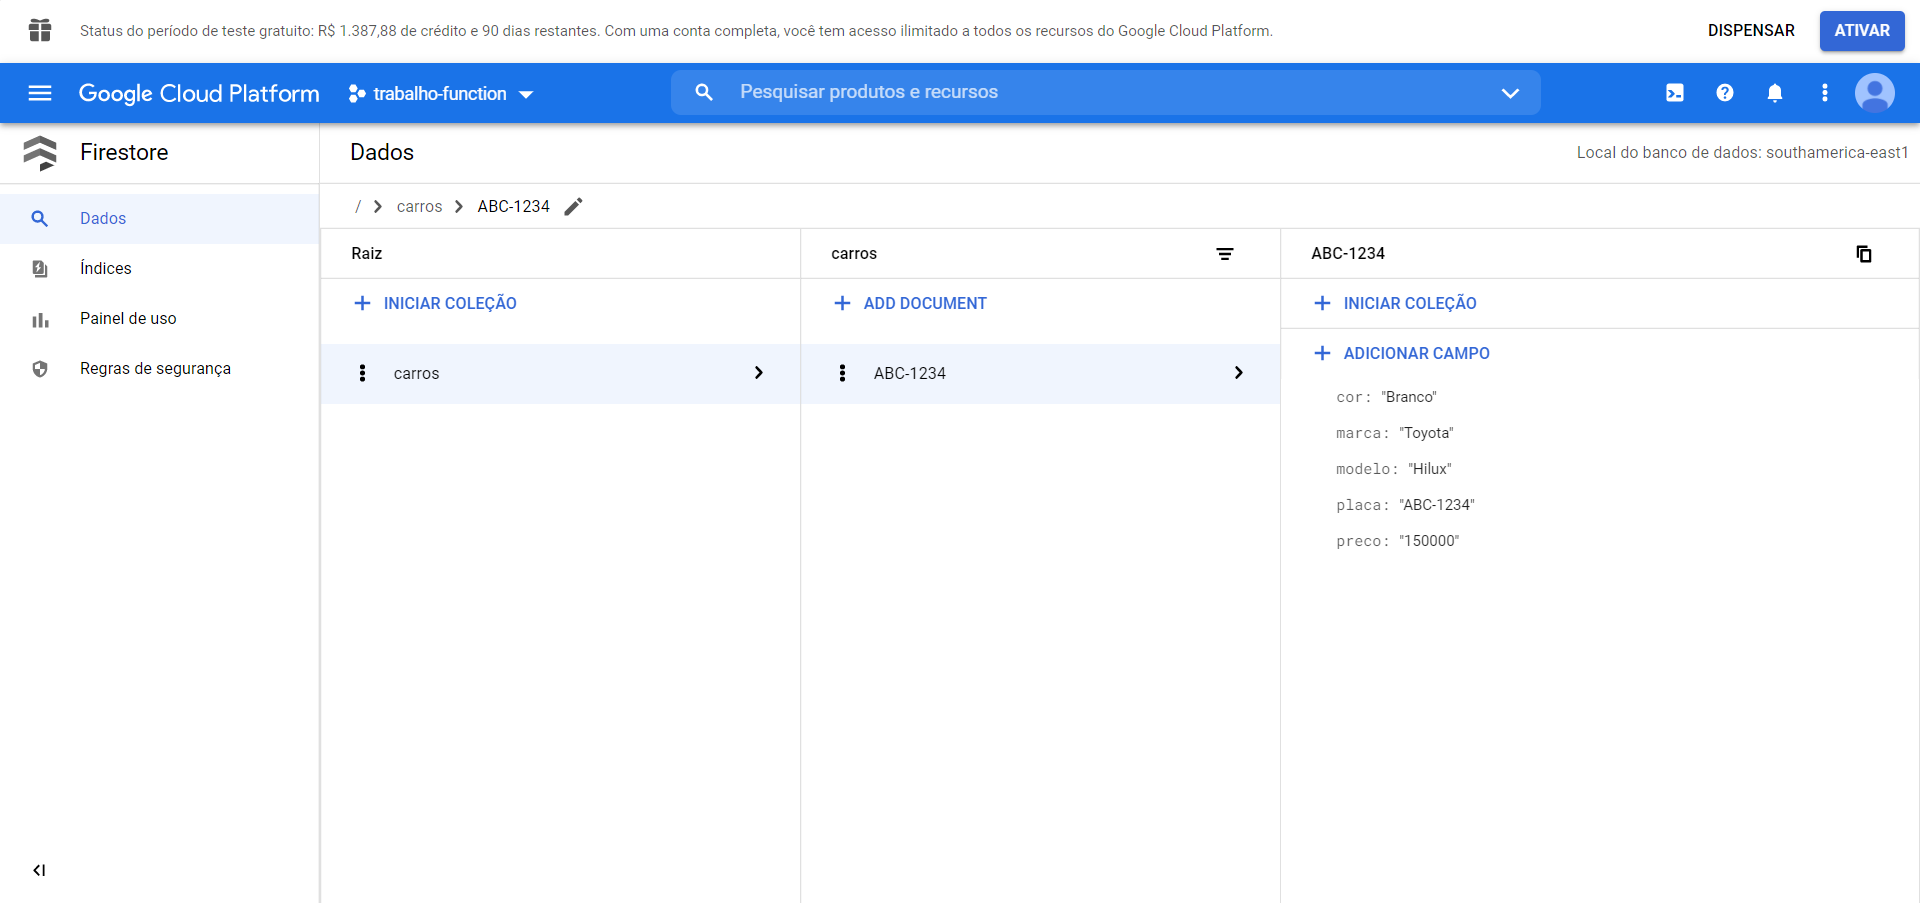 Status do período de teste gratuito: R$ 1.387,88 de crédito e 90 dias restantes. Com uma conta completa, você tem acesso ilimitado a todos os recursos do Google Cloud Platform.
DISPENSAR
ATIVAR
Google Cloud Platform
trabalho-function
Pesquisar produtos e recursos
Firestore
Dados
Índices
Painel de uso
Regras de segurança
Dados
Local do banco de dados: southamerica-east1
/ carros ABC-1234
Raiz
INICIAR COLEÇÃO
carros
carros
ADD DOCUMENT
ABC-1234
ABC-1234
INICIAR COLEÇÃO
ADICIONAR CAMPO
cor: "Branco"
marca: "Toyota"
modelo: "Hilux"
placa: "ABC-1234"
preco: "150000"